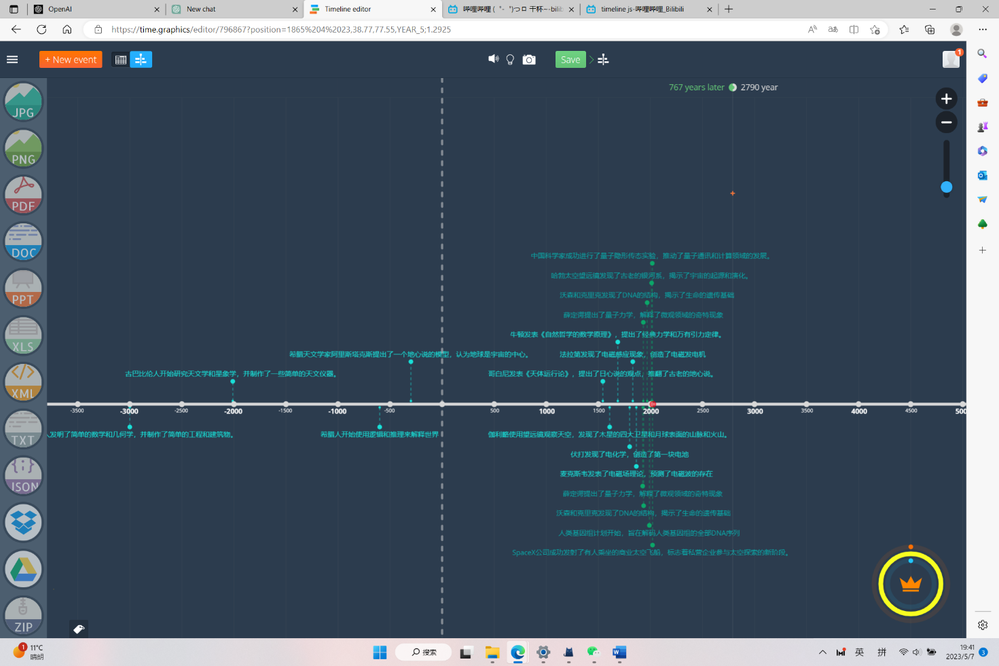 OpenAI
New chat
Timeline editor
哔哩哔哩 (゜-゜)つロ 干杯~-bilib
timeline js-哔哩哔哩_Bilibili
https://time.graphics/editor/796867?position=1865%204%2023,38.77,77.55,YEAR_5;1.2925
+ New event
Save
1
767 years later
2790 year
JPG
PNG
PDF
DOC
PPT
XLS
XML
TXT
JSON
ZIP
中国科学家成功进行了量子隐形传态实验，推动了量子通讯和计算领域的发展。
哈勃太空望远镜发现了古老的银河系，揭示了宇宙的起源和演化。
沃森和克里克发现了DNA的结构，揭示了生命的遗传基础
薛定谔提出了量子力学，解释了微观领域的奇特现象
牛顿发表《自然哲学的数学原理》，提出了经典力学和万有引力定律。
希腊天文学家阿里斯塔克斯提出了一个地心说的模型，认为地球是宇宙的中心。
法拉第发现了电磁感应现象，创造了电磁发电机
古巴比伦人开始研究天文学和星象学，并制作了一些简单的天文仪器。
哥白尼发表《天体运行论》，提出了日心说的观点，推翻了古老的地心说。
-3500 -3000 -2500 -2000 -1500 -1000 -500 500 1000 1500 2000 2500 3000 3500 4000 4500 500
人发明了简单的数学和几何学，并制作了简单的工程和建筑物。
希腊人开始使用逻辑和推理来解释世界
伽利略使用望远镜观察天空，发现了木星的四大卫星和月球表面的山脉和火山。
伏打发现了电化学，创造了第一块电池
麦克斯韦发表了电磁场理论，预测了电磁波的存在
薛定谔提出了量子力学，解释了微观领域的奇特现象
沃森和克里克发现了DNA的结构，揭示了生命的遗传基础
人类基因组计划开始，旨在解码人类基因组的全部DNA序列
SpaceX公司成功发射了有人乘坐的商业太空飞船，标志着私营企业参与太空探索的新阶段。
1
11°C
晴朗
搜索
英
拼
19:41
2023/5/7
3